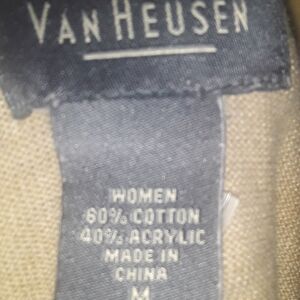 VAN HEUSEN
WOMEN
60% COTTON
40% ACRYLIC
MADE IN
CHINA
M